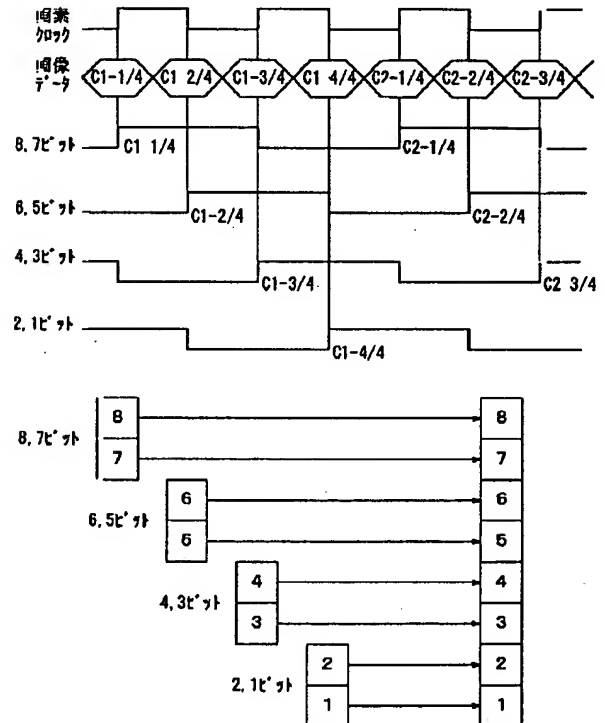 画素
クロック
画像
データ
C1-1/4 C1 2/4 C1-3/4 C1 4/4 C2-1/4 C2-2/4 C2-3/4
8,7ビット
C1 1/4
C2-1/4
6,5ビット
C1-2/4
C2-2/4
4,3ビット
C1-3/4
C2 3/4
2,1ビット
C1-4/4
8,7ビット
8
7
8
7
6,5ビット
6
5
6
5
4,3ビット
4
3
4
3
2,1ビット
2
1
2
1